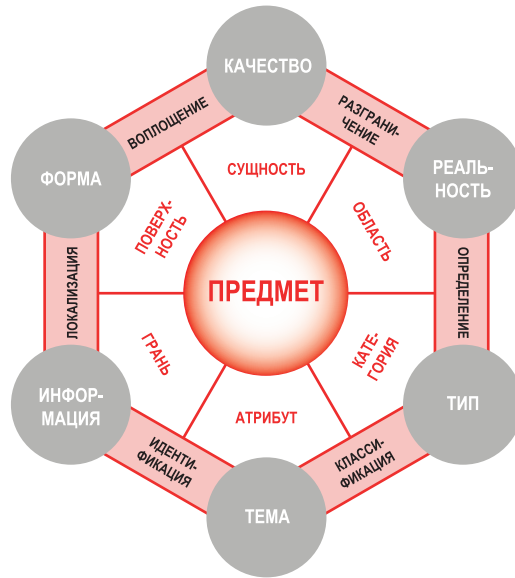 КАЧЕСТВО
ВОПЛОЩЕНИЕ
РАЗГРАНИ-
ЧЕНИЕ
ФОРМА
СУЩНОСТЬ
РЕАЛЬ-
НОСТЬ
ПОВЕРХ-
НОСТЬ
ОБЛАСТЬ
ЛОКАЛИЗАЦИЯ
ПРЕДМЕТ
ОПРЕДЕЛЕНИЕ
ГРАНЬ
КАТЕ-
ГОРИЯ
ИНФОР-
МАЦИЯ
АТРИБУТ
ТИП
ИДЕНТИ-
ФИКАЦИЯ
КЛАССИ-
ФИКАЦИЯ
ТЕМА